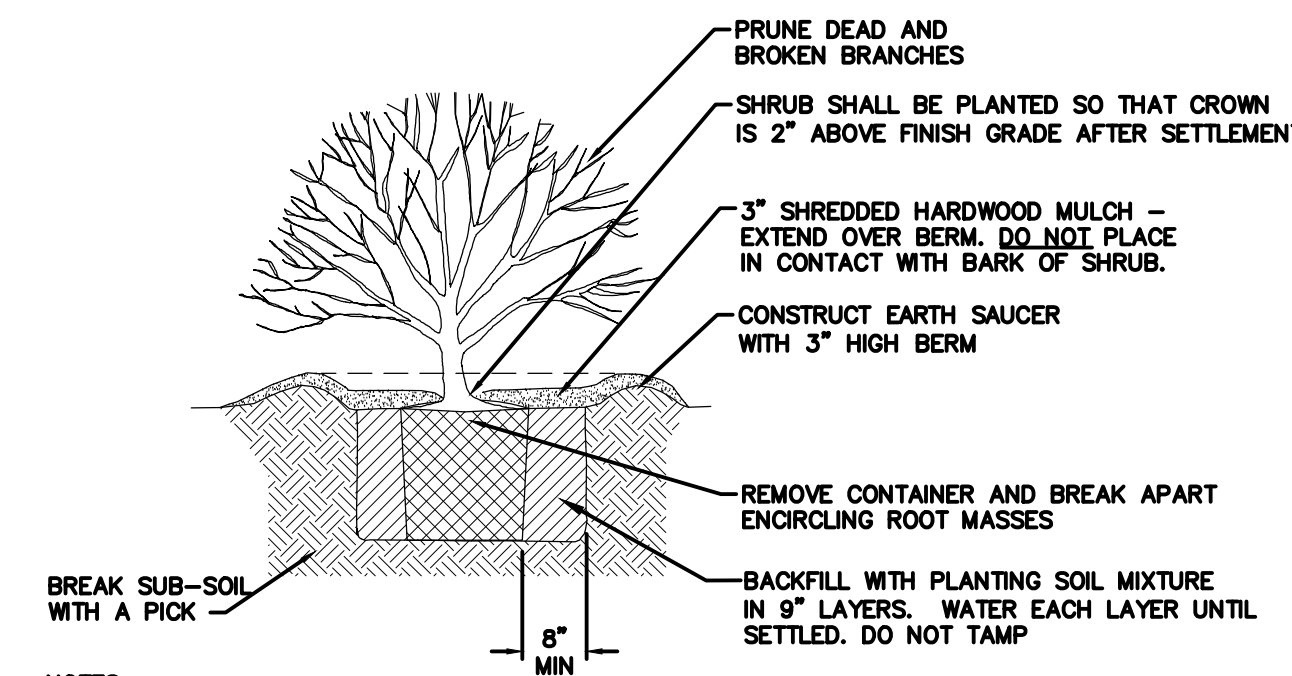 PRUNE DEAD AND
BROKEN BRANCHES
SHRUB SHALL BE PLANTED SO THAT CROWN
IS 2" ABOVE FINISH GRADE AFTER SETTLEMENT
3" SHREDDED HARDWOOD MULCH –
EXTEND OVER BERM. DO NOT PLACE
IN CONTACT WITH BARK OF SHRUB.
CONSTRUCT EARTH SAUCER
WITH 3" HIGH BERM
REMOVE CONTAINER AND BREAK APART
ENCIRCLING ROOT MASSES
BACKFILL WITH PLANTING SOIL MIXTURE
IN 9" LAYERS. WATER EACH LAYER UNTIL
SETTLED. DO NOT TAMP
BREAK SUB-SOIL
WITH A PICK
8"
MIN